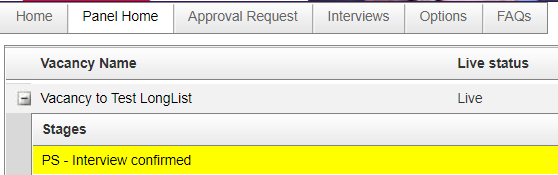 Home Panel Home Approval Request Interviews Options FAQs
Vacancy Name Live status
Vacancy to Test LongList Live
Stages
PS - Interview confirmed